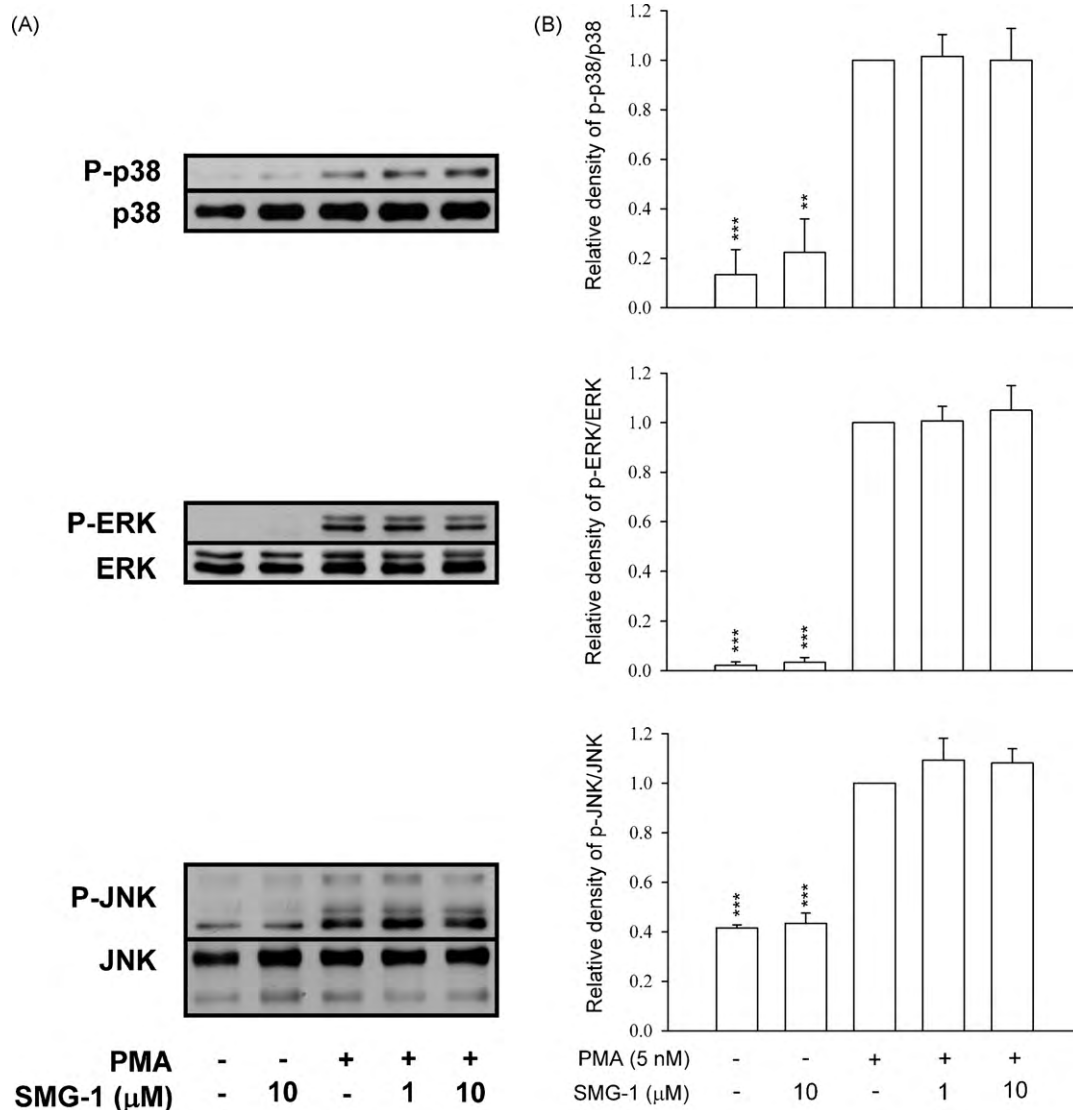 (A)
P-p38
p38
P-ERK
ERK
P-JNK
JNK
PMA - - + + +
SMG-1 (μM) - 10 - 1 10
(B)
Relative density of p-p38/p38
1.2
1.0
0.8
0.6
0.4
0.2
0.0
***
**
Relative density of p-ERK/ERK
1.2
1.0
0.8
0.6
0.4
0.2
0.0
***
***
Relative density of p-JNK/JNK
1.2
1.0
0.8
0.6
0.4
0.2
0.0
***
***
PMA (5 nM) - - + + +
SMG-1 (μM) - 10 - 1 10